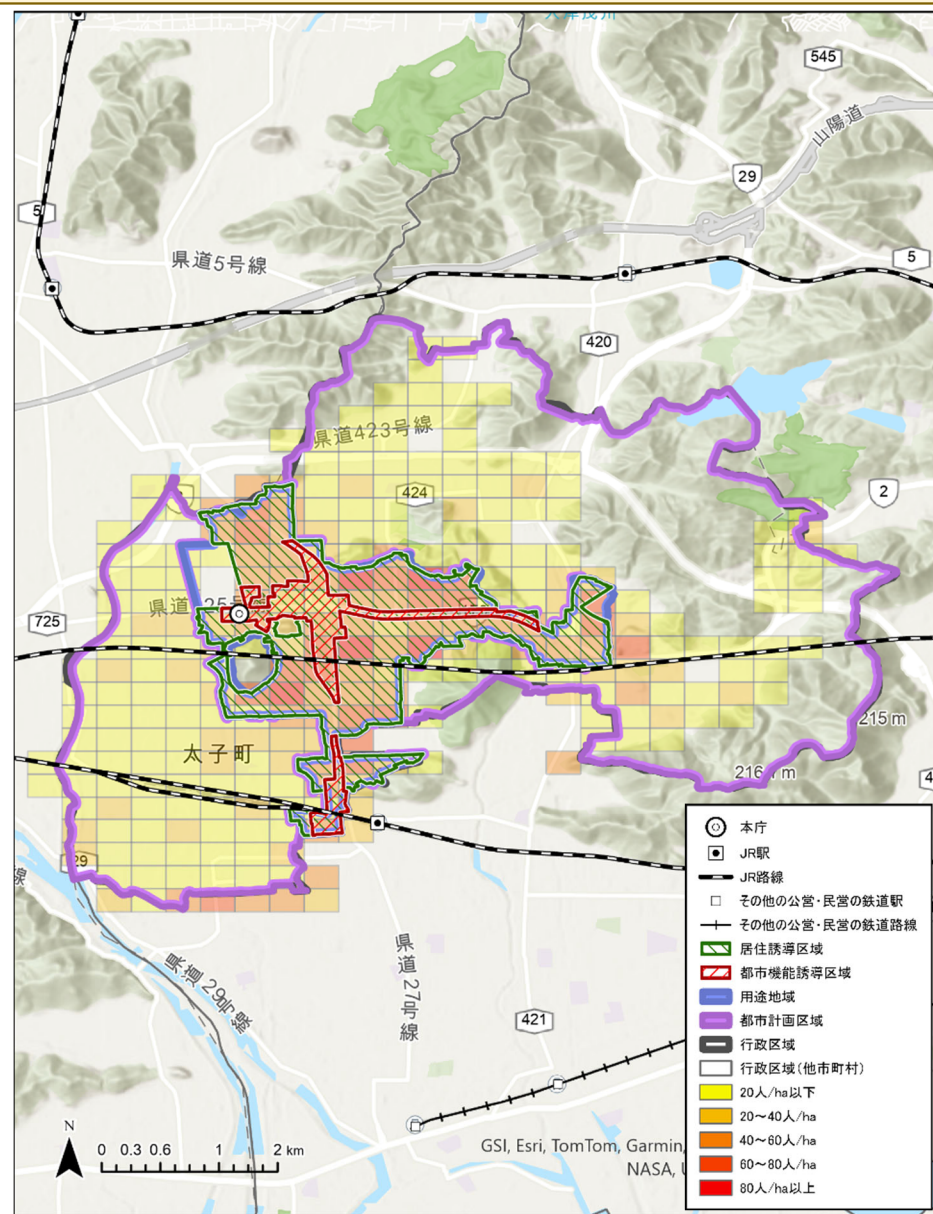 545
山陽道
29
5
県道5号線
5
420
県道423号線
424
2
県道
725
太子町
215 m
216
29
県道 29号線
県道 27号線
421
N
0 0.3 0.6 1 2 km
GSI, Esri, TomTom, Garmin,
NASA,
本庁
JR駅
JR路線
その他の公営・民営の鉄道駅
その他の公営・民営の鉄道路線
居住誘導区域
都市機能誘導区域
用途地域
都市計画区域
行政区域
行政区域(他市町村)
20人/ha以下
20～40人/ha
40～60人/ha
60～80人/ha
80人/ha以上